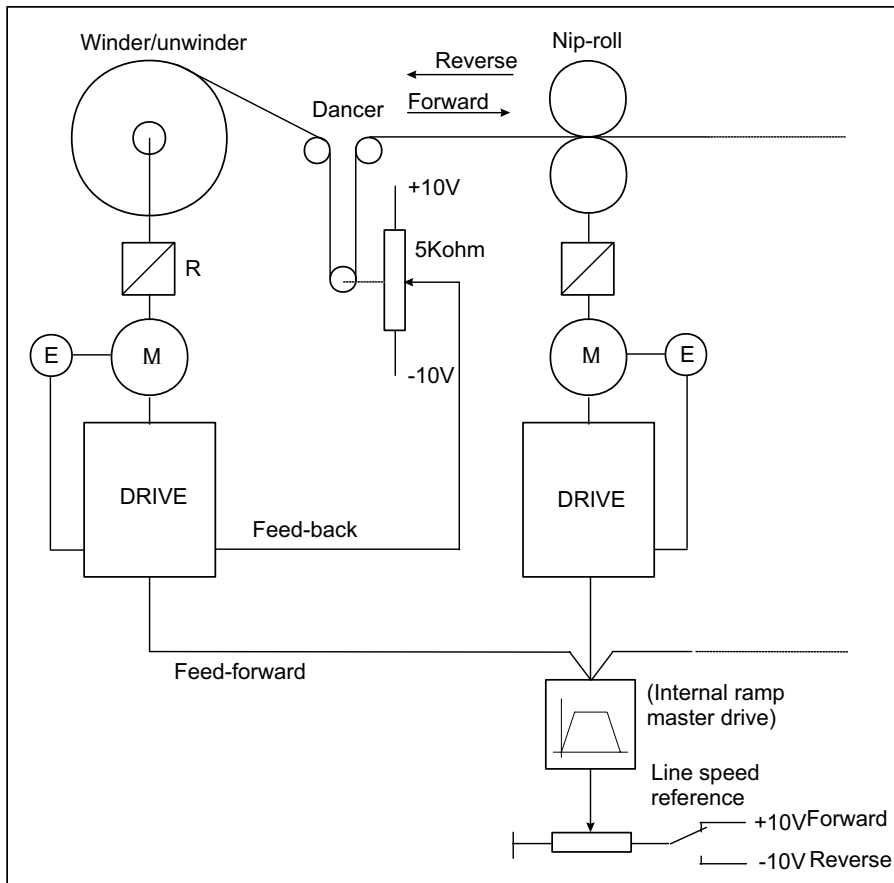 Winder/unwinder
Nip-roll
Reverse
Dancer
Forward
+10V
5Kohm
R
E
M
M
E
-10V
DRIVE
DRIVE
Feed-back
Feed-forward
(Internal ramp
master drive)
Line speed
reference
+10V Forward
-10V Reverse